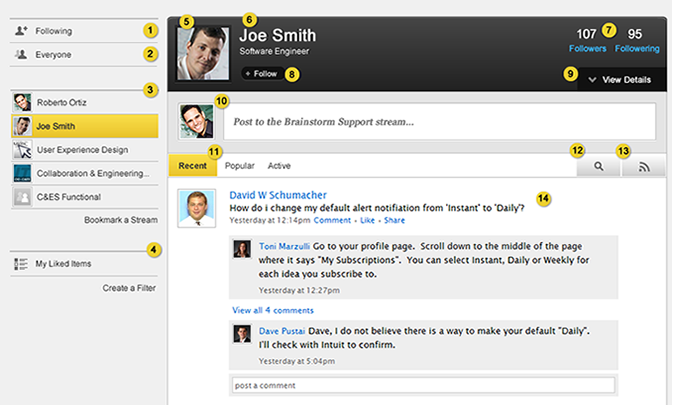 Following 1
Everyone 2
3
Roberto Ortiz
Joe Smith
User Experience Design
Collaboration & Engineering...
C&ES Functional
Bookmark a Stream
4
My Liked Items
Create a Filter
5 6
Joe Smith
Software Engineer
+ Follow 8
107 7 95
Followers Followering
9 View Details
10
Post to the Brainstorm Support stream...
Recent 11 Popular Active 12 13
David W Schumacher 14
How do i change my default alert notifiation from 'Instant' to 'Daily'?
Yesterday at 12:14pm Comment • Like • Share
Toni Marzulli Go to your profile page. Scroll down to the middle of the page
where it says "My Subscriptions". You can select Instant, Daily or Weekly for
each idea you subscribe to.
Yesterday at 12:27pm
View all 4 comments
Dave Pustai Dave, I do not believe there is a way to make your default "Daily".
I'll check with Intuit to confirm.
Yesterday at 5:04pm
post a comment